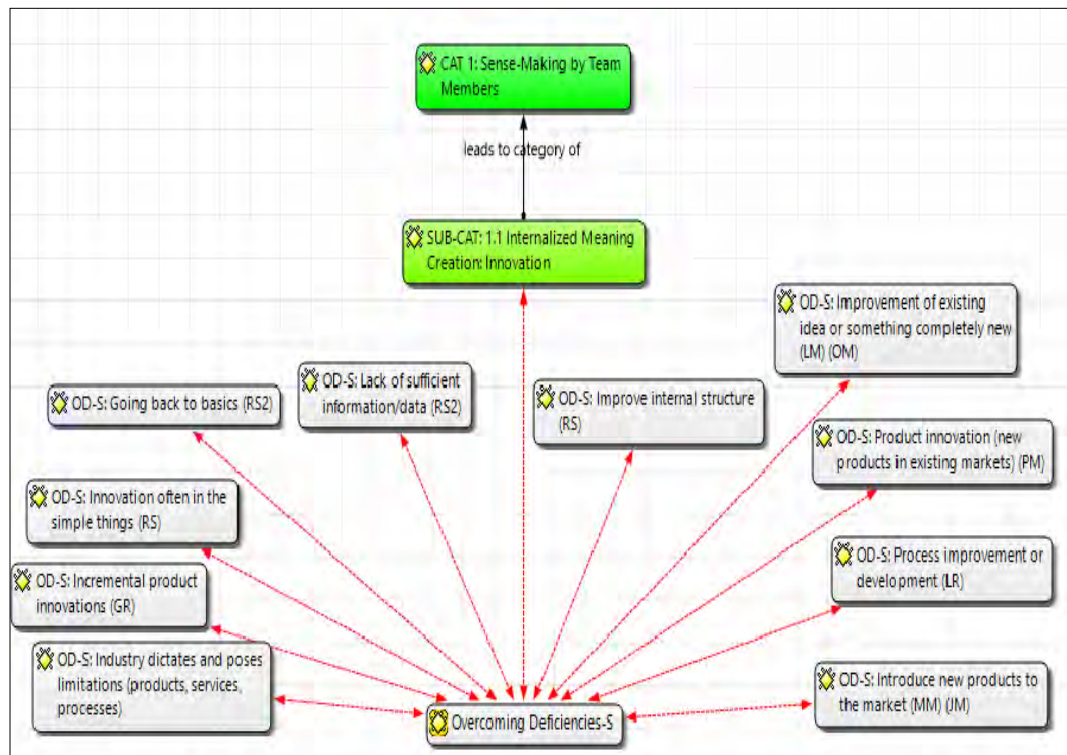 CAT 1: Sense-Making by Team
Members
leads to category of
SUB-CAT: 1.1 Internalized Meaning
Creation: Innovation
OD-S: Improvement of existing
idea or something completely new
(LM) (OM)
OD-S: Lack of sufficient
information/data (RS2)
OD-S: Going back to basics (RS2)
OD-S: Improve internal structure
(RS)
OD-S: Product innovation (new
products in existing markets) (PM)
OD-S: Innovation often in the
simple things (RS)
OD-S: Process improvement or
development (LR)
OD-S: Incremental product
innovations (GR)
OD-S: Industry dictates and poses
limitations (products, services,
processes)
OD-S: Introduce new products to
the market (MM) (JM)
Overcoming Deficiencies-S